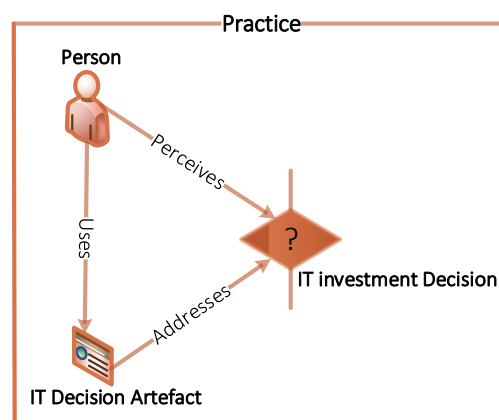 Practice
Person
Perceives
Uses
?
IT investment Decision
Addresses
IT Decision Artefact